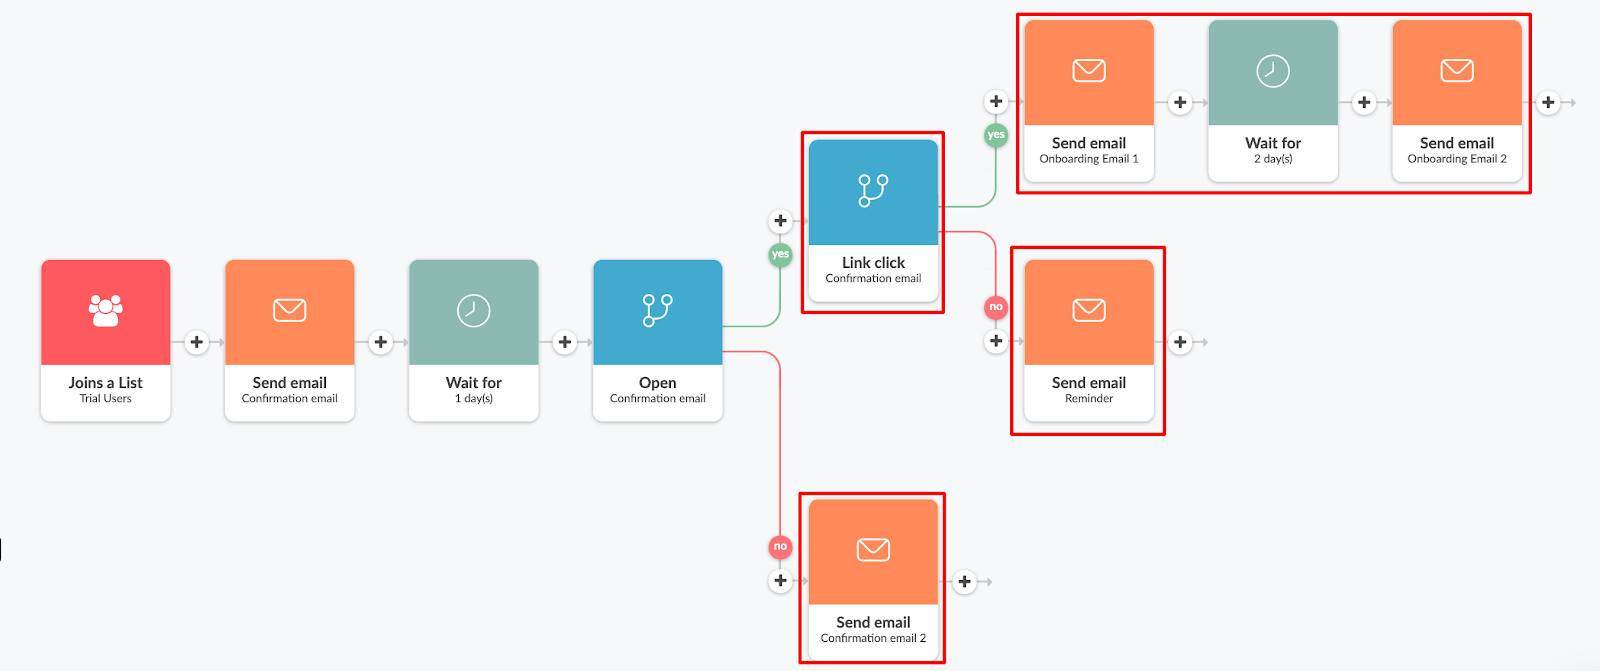 Send email
Onboarding Email 1
Wait for
2 day(s)
Send email
Onboarding Email 2
yes
Link click
Confirmation email
yes
no
Send email
Reminder
Joins a List
Trial Users
Send email
Confirmation email
Wait for
1 day(s)
Open
Confirmation email
no
Send email
Confirmation email 2